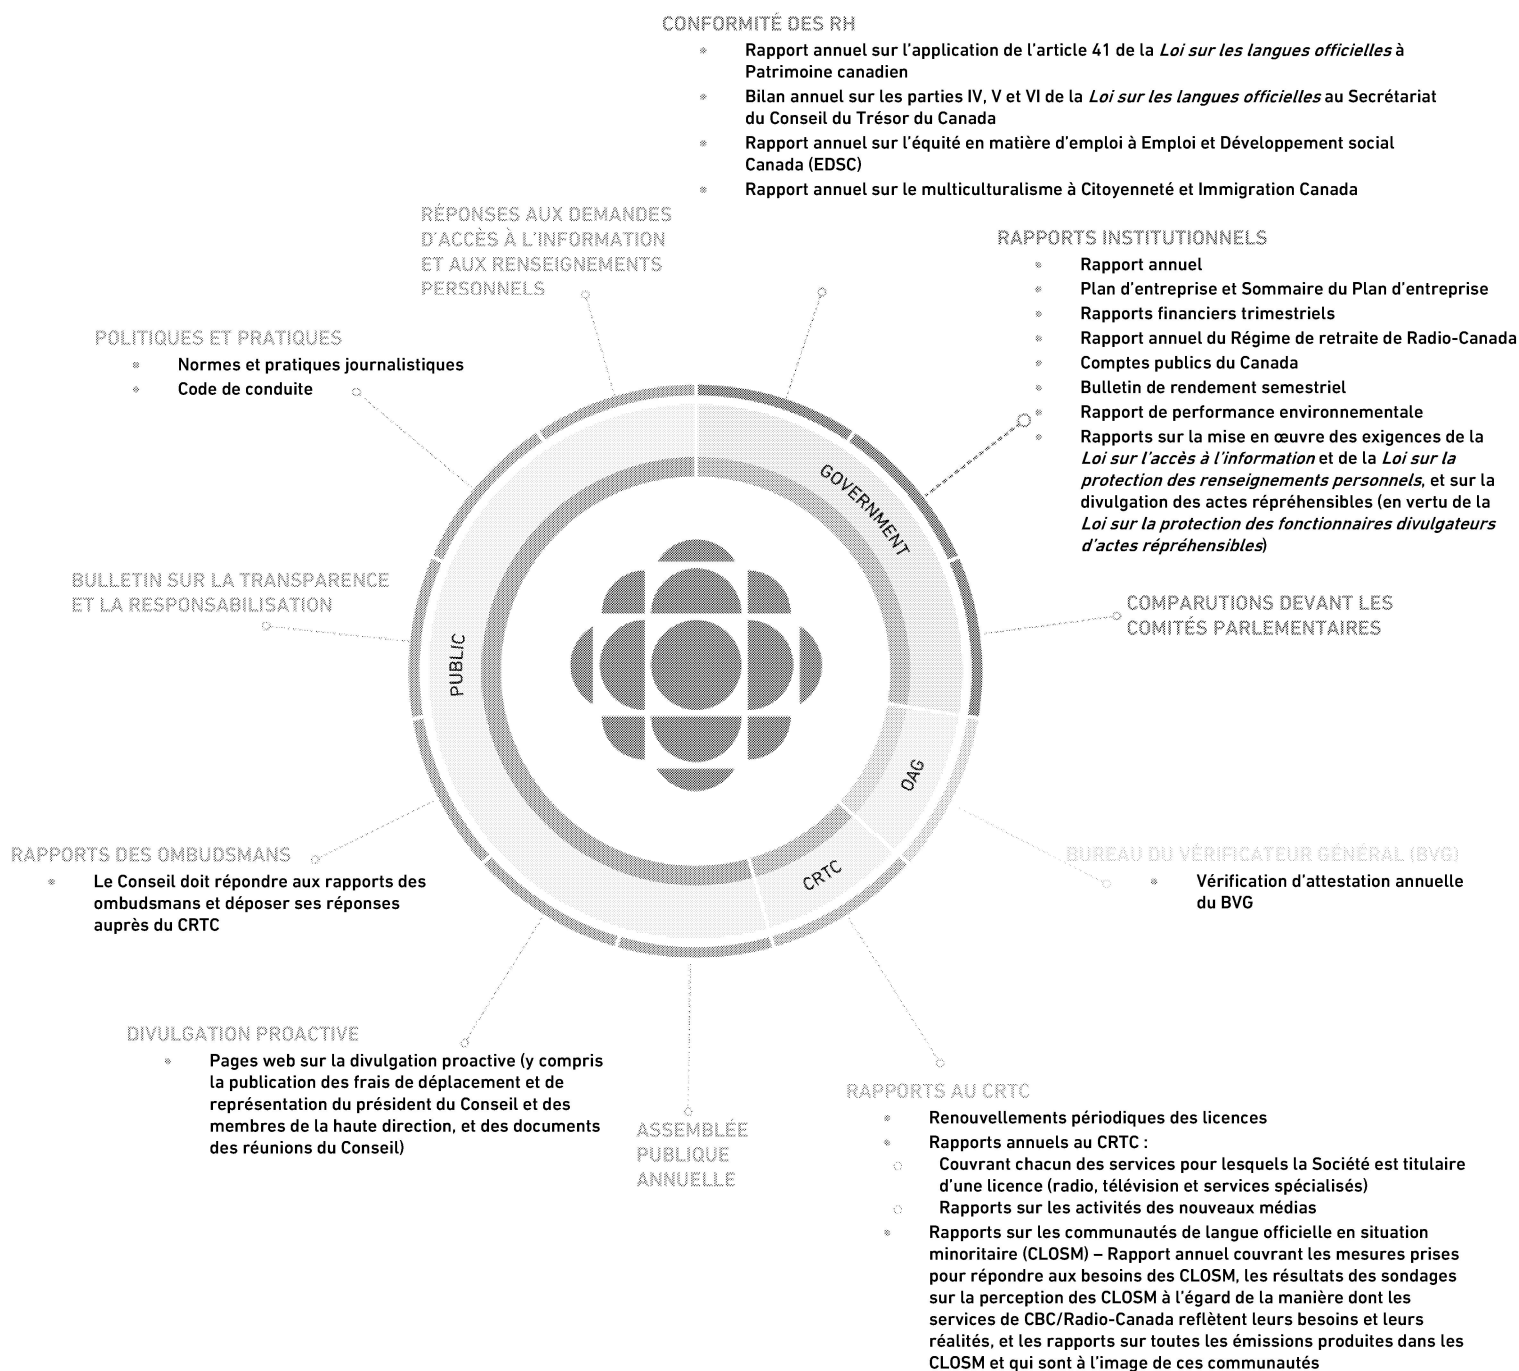 CONFORMITÉ DES RH
Rapport annuel sur l'application de l'article 41 de la Loi sur les langues officielles à
Patrimoine canadien
Bilan annuel sur les parties IV, V et VI de la Loi sur les langues officielles au Secrétariat
du Conseil du Trésor du Canada
Rapport annuel sur l'équité en matière d'emploi à Emploi et Développement social
Canada (EDSC)
Rapport annuel sur le multiculturalisme à Citoyenneté et Immigration Canada
RÉPONSES AUX DEMANDES
D'ACCÈS À L'INFORMATION
ET AUX RENSEIGNEMENTS
PERSONNELS
RAPPORTS INSTITUTIONNELS
Rapport annuel
Plan d'entreprise et Sommaire du Plan d'entreprise
Rapports financiers trimestriels
Rapport annuel du Régime de retraite de Radio-Canada
Comptes publics du Canada
Bulletin de rendement semestriel
Rapport de performance environnementale
Rapports sur la mise en œuvre des exigences de la
Loi sur l'accès à l'information et de la Loi sur la
protection des renseignements personnels, et sur la
divulgation des actes répréhensibles (en vertu de la
Loi sur la protection des fonctionnaires divulgateurs
d'actes répréhensibles)
POLITIQUES ET PRATIQUES
Normes et pratiques journalistiques
Code de conduite
GOVERNMENT
BULLETIN SUR LA TRANSPARENCE
ET LA RESPONSABILISATION
PUBLIC
COMPARUTIONS DEVANT LES
COMITÉS PARLEMENTAIRES
OAG
CRTC
RAPPORTS DES OMBUDSMANS
Le Conseil doit répondre aux rapports des
ombudsmans et déposer ses réponses
auprès du CRTC
BUREAU DU VÉRIFICATEUR GÉNÉRAL (BVG)
Vérification d'attestation annuelle
du BVG
DIVULGATION PROACTIVE
Pages web sur la divulgation proactive (y compris
la publication des frais de déplacement et de
représentation du président du Conseil et des
membres de la haute direction, et des documents
des réunions du Conseil)
ASSEMBLÉE
PUBLIQUE
ANNUELLE
RAPPORTS AU CRTC
Renouvellements périodiques des licences
Rapports annuels au CRTC :
Couvrant chacun des services pour lesquels la Société est titulaire
d'une licence (radio, télévision et services spécialisés)
Rapports sur les activités des nouveaux médias
Rapports sur les communautés de langue officielle en situation
minoritaire (CLOSM) – Rapport annuel couvrant les mesures prises
pour répondre aux besoins des CLOSM, les résultats des sondages
sur la perception des CLOSM à l'égard de la manière dont les
services de CBC/Radio-Canada reflètent leurs besoins et leurs
réalités, et les rapports sur toutes les émissions produites dans les
CLOSM et qui sont à l'image de ces communautés